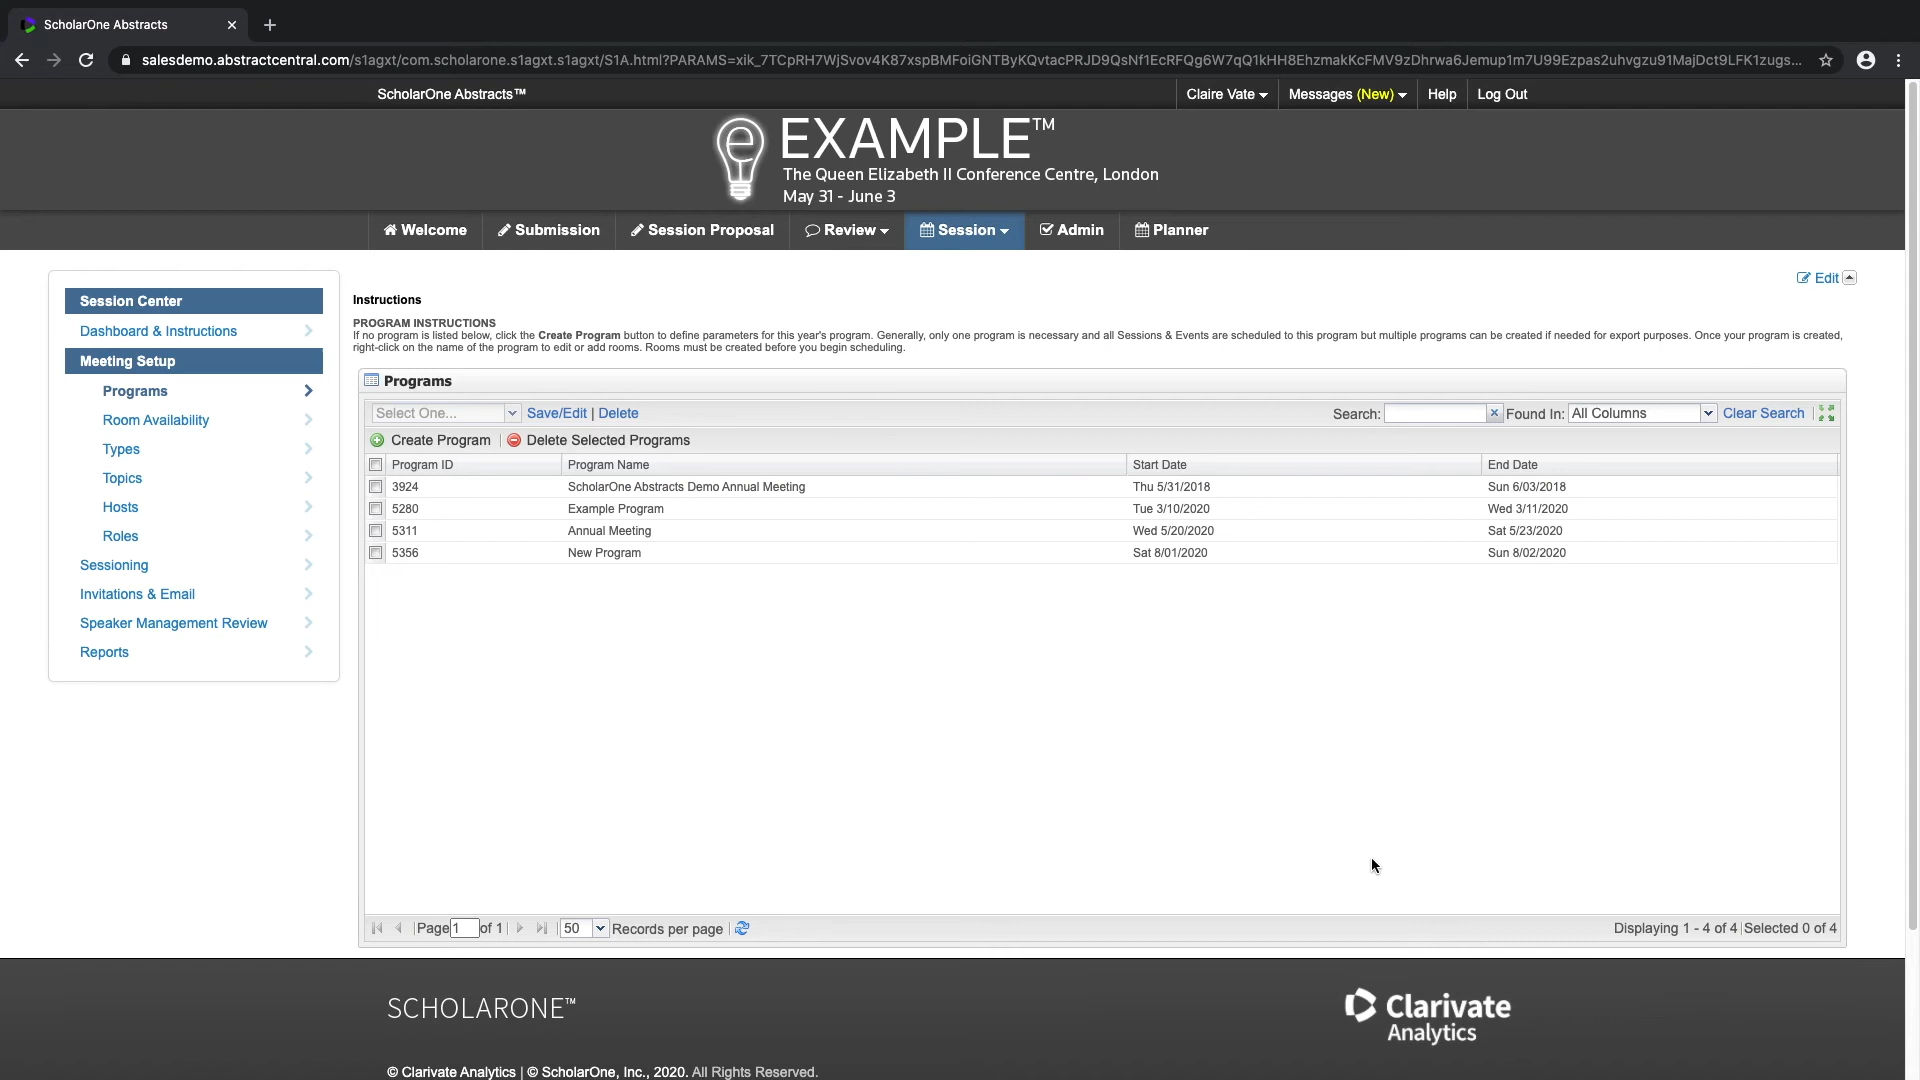 ScholarOne Abstracts
salesdemo.abstractcentral.com/s1agxt/com.scholarone.s1agxt.s1agxt/S1A.html?PARAMS=xik_7TCpRH7WjSvov4K87xspBMFoiGNTByKQvtacPRJD9QsNf1EcRFQg6W7qQ1kHH8EhzmakKcFMV9zDhrwa6Jemup1m7U99Ezpas2uhvgzu91MajDct9LFK1zugs...
ScholarOne Abstracts™ Claire Vate Messages (New) Help Log Out
EXAMPLE™
The Queen Elizabeth II Conference Centre, London
May 31 - June 3
Welcome Submission Session Proposal Review Session Admin Planner
Edit
Session Center
Dashboard & Instructions
Meeting Setup
Programs
Room Availability
Types
Topics
Hosts
Roles
Sessioning
Invitations & Email
Speaker Management Review
Reports
Instructions
PROGRAM INSTRUCTIONS
If no program is listed below, click the Create Program button to define parameters for this year's program. Generally, only one program is necessary and all Sessions & Events are scheduled to this program but multiple programs can be created if needed for export purposes. Once your program is created,
right-click on the name of the program to edit or add rooms. Rooms must be created before you begin scheduling.
Programs
Select One... Save/Edit | Delete Search: Found In: All Columns Clear Search
Create Program Delete Selected Programs
Program ID Program Name Start Date End Date
3924 ScholarOne Abstracts Demo Annual Meeting Thu 5/31/2018 Sun 6/03/2018
5280 Example Program Tue 3/10/2020 Wed 3/11/2020
5311 Annual Meeting Wed 5/20/2020 Sat 5/23/2020
5356 New Program Sat 8/01/2020 Sun 8/02/2020
Page 1 of 1 50 Records per page Displaying 1 - 4 of 4 Selected 0 of 4
SCHOLARONE™
Clarivate
Analytics
© Clarivate Analytics | © ScholarOne, Inc., 2020. All Rights Reserved.